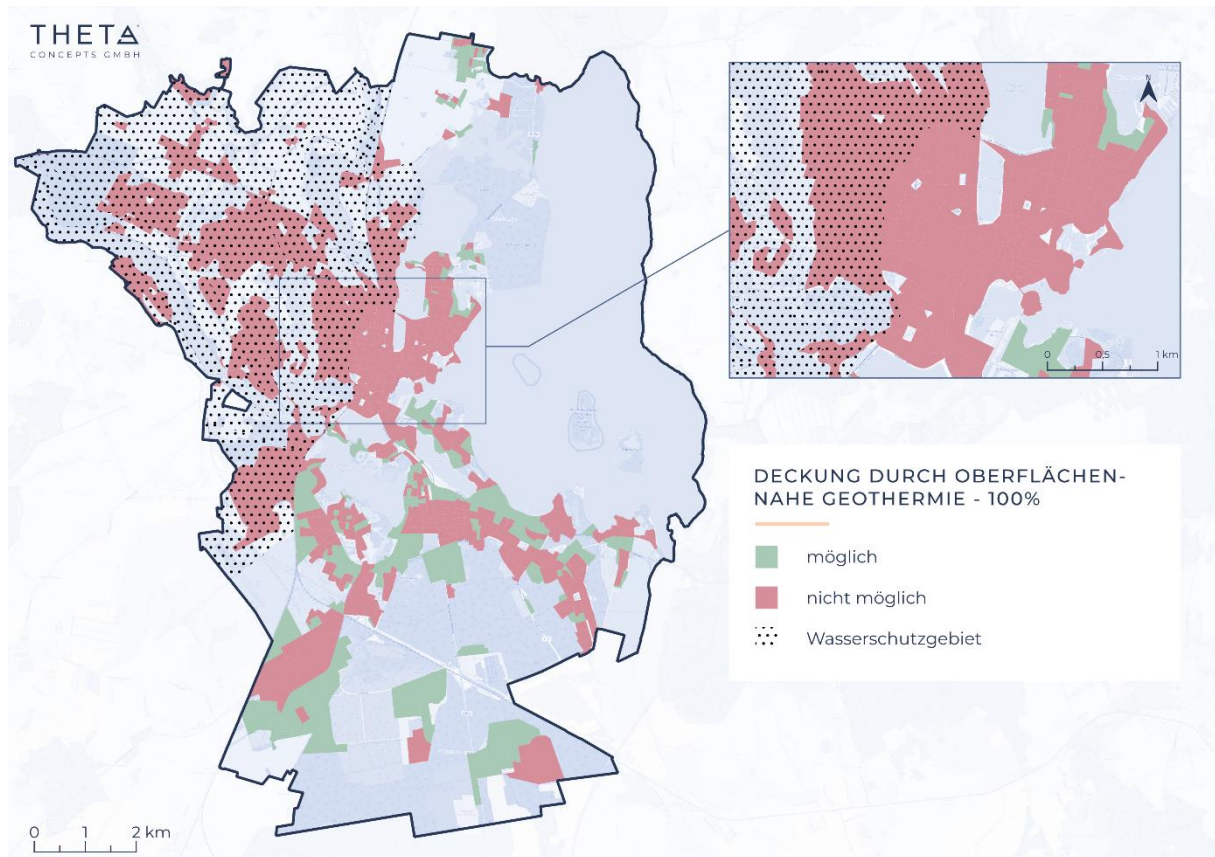 THETA
CONCEPTS GMBH
N
0 0,5 1 km
DECKUNG DURCH OBERFLÄCHEN-
NAHE GEOTHERMIE - 100%
möglich
nicht möglich
Wasserschutzgebiet
0 1 2 km